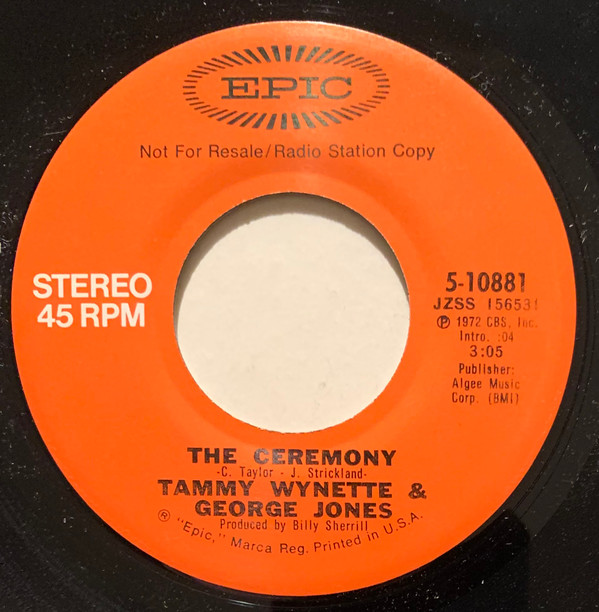 EPIC
Not For Resale/Radio Station Copy
STEREO
45 RPM
5-10881
JZSS 156531
Ⓟ 1972 CBS, Inc.
Intro. :04
3:05
Publisher:
Algee Music
Corp. (BMI)
THE CEREMONY
-C. Taylor - J. Strickland-
TAMMY WYNETTE &
GEORGE JONES
Produced by Billy Sherrill
® "Epic," Marca Reg. Printed in U.S.A.